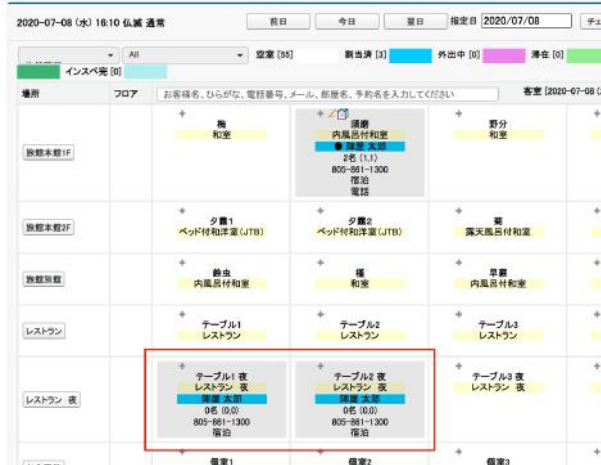 2020-07-08 (水) 16:10 仏滅 通常
前日 今日 翌日 指定日 2020/07/08 チェ
All 空室 [55] 割当済 [3] 外出中 [0] 滞在 [0]
インスペ完 [0]
場所 フロア お客様名、ひらがな、電話番号、メール、部屋名、予約名を入力してください 客室 [2020-07-08 (
梅 須磨 野分
和室 内風呂付和室 和室
旅館本館1F
● 陣屋 太郎
2名 (1,1)
805-861-1300
宿泊
電話
旅館本館2F
夕霧1 夕霧2 葵
ベッド付和洋室(JTB) ベッド付和洋室(JTB) 露天風呂付和室
旅館別館
鈴虫 槿 早蕨
内風呂付和室 和室 内風呂付和室
レストラン
テーブル1 テーブル2 テーブル3
レストラン レストラン レストラン
レストラン 夜
テーブル1 夜 テーブル2 夜 テーブル3 夜
レストラン 夜 レストラン 夜 レストラン 夜
陣屋 太郎 陣屋 太郎
0名 (0,0) 0名 (0,0)
805-861-1300 805-861-1300
宿泊 宿泊
個室1 個室2 個室3